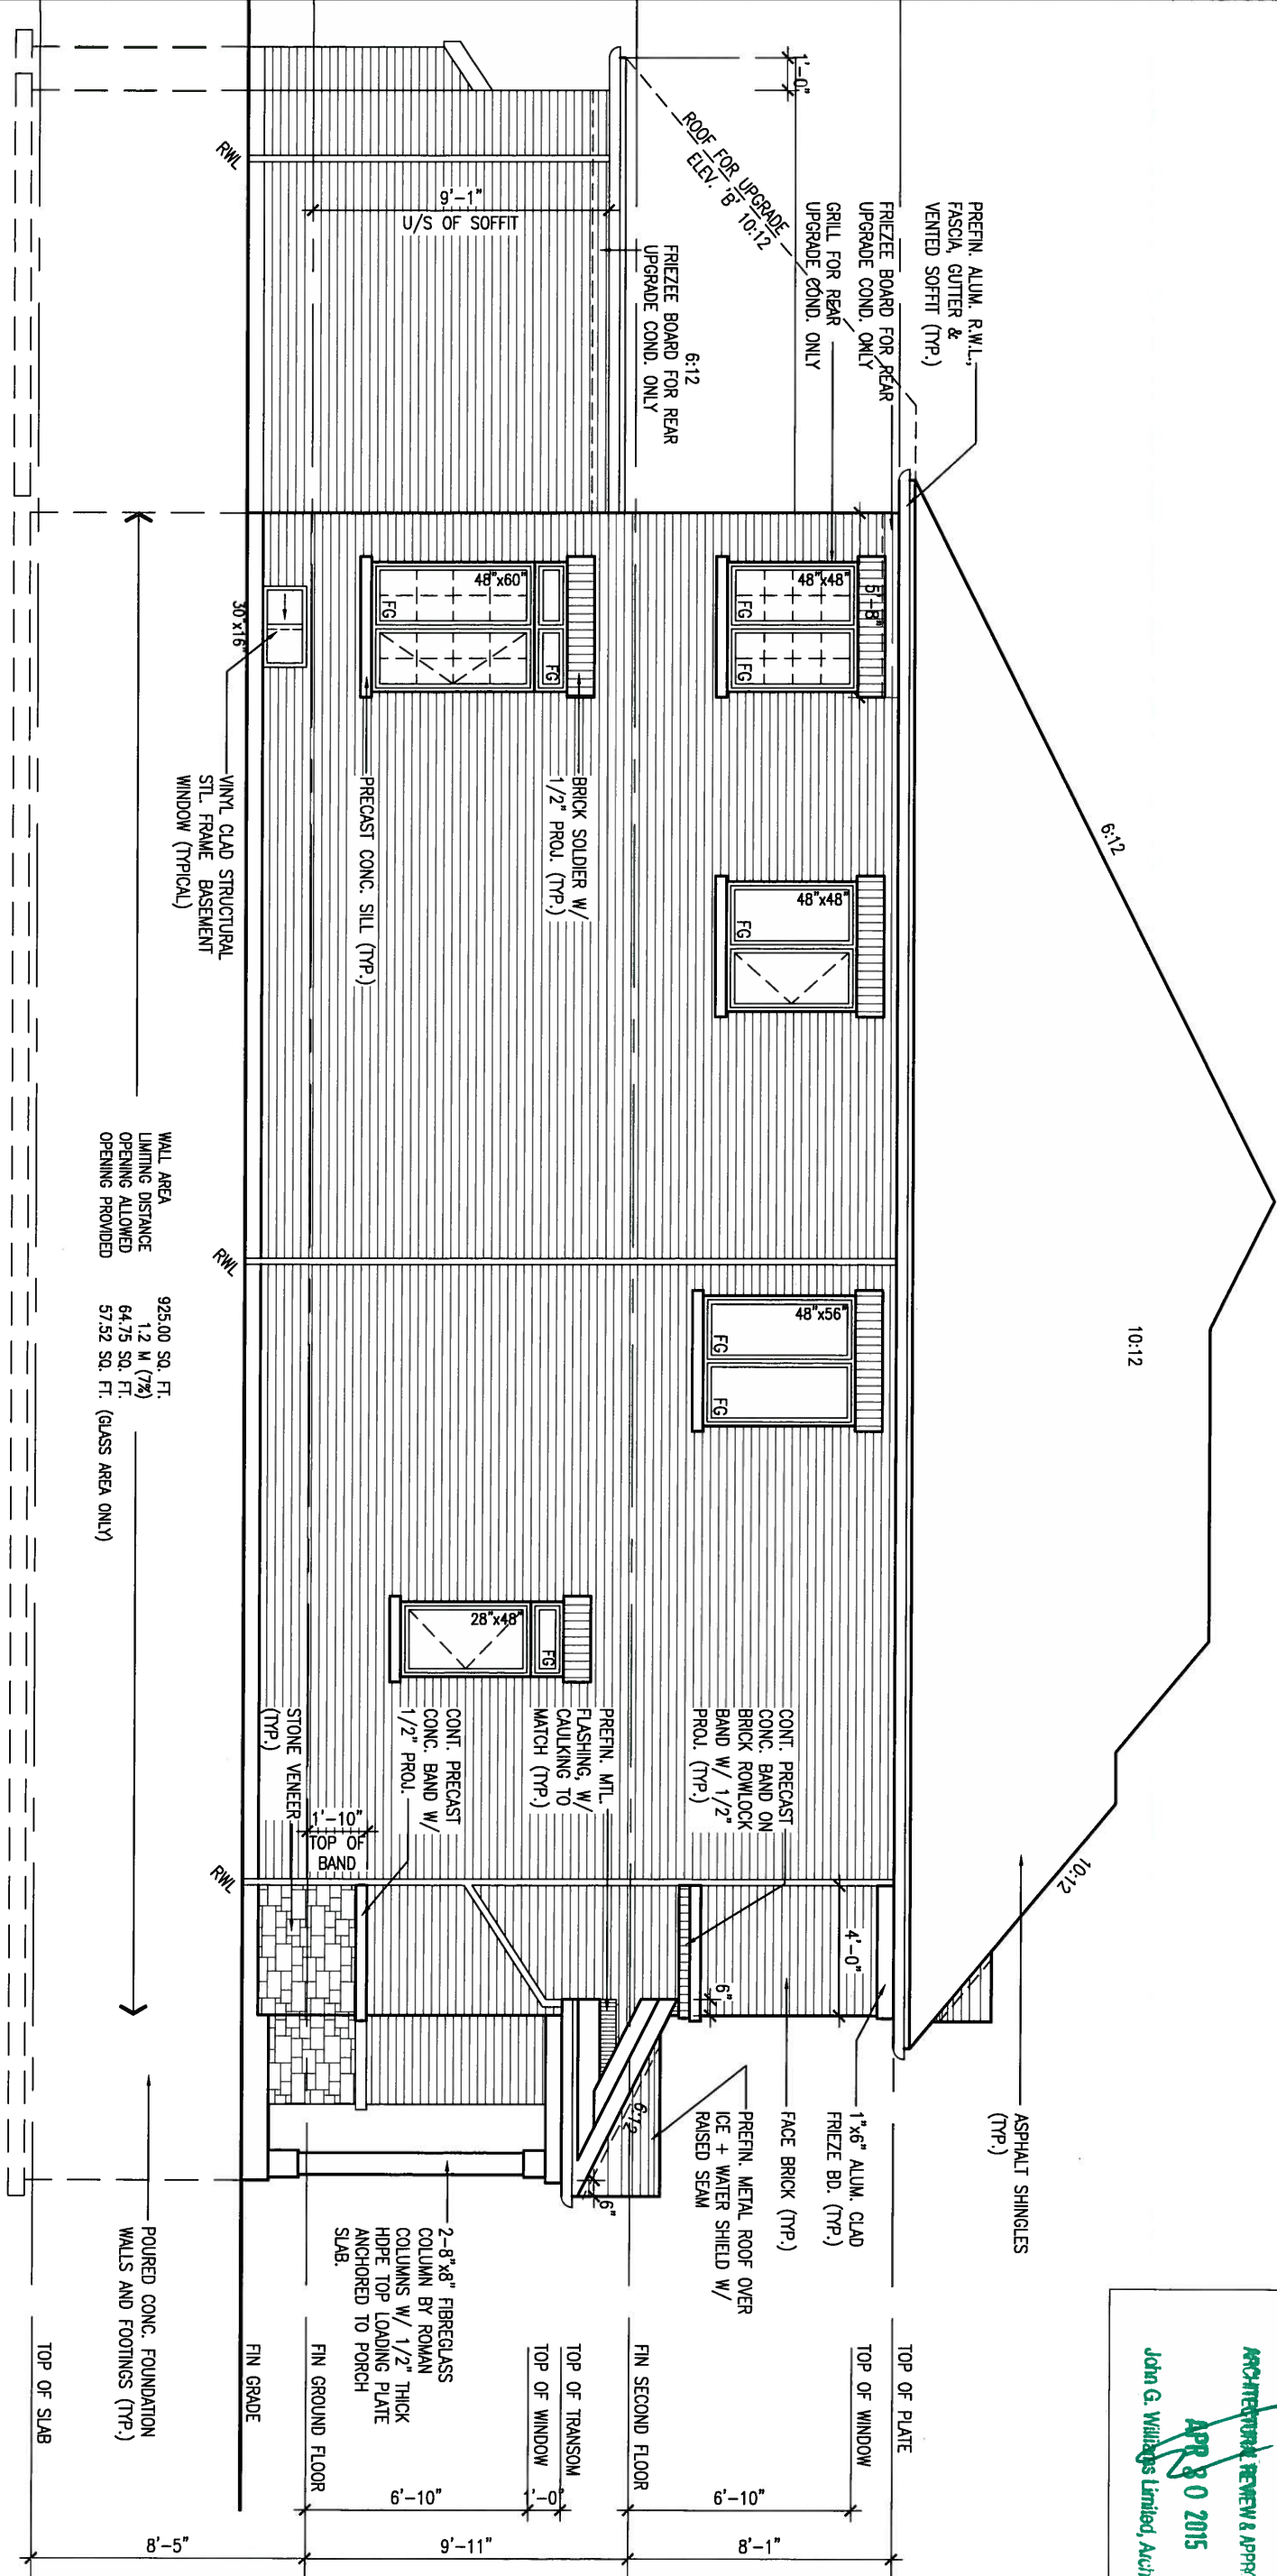 PREFIN. ALUM. R.W.L.,
FASCIA, GUTTER &
VENTED SOFFIT (TYP.)
FRIEZEE BOARD FOR REAR
UPGRADE COND. ONLY
GRILL FOR REAR
UPGRADE COND. ONLY
1'-0"
ROOF FOR UPGRADE
ELEV. 'B' 10:12
6:12
FRIEZEE BOARD FOR REAR
UPGRADE COND. ONLY
9'-1"
U/S OF SOFFIT
RWL
6:12
10:12
10:12
ASPHALT SHINGLES
(TYP.)
5'-8"
48"x48"
FG
FG
48"x48"
FG
48"x56"
FG
FG
48"x60"
FG
FG
FG
28"x48"
FG
30"x16"
BRICK SOLDIER W/
1/2" PROJ. (TYP.)
PRECAST CONC. SILL (TYP.)
VINYL CLAD STRUCTURAL
STL. FRAME BASEMENT
WINDOW (TYPICAL)
RWL
CONT. PRECAST
CONC. BAND ON
BRICK ROWLOCK
BAND W/ 1/2"
PROJ. (TYP.)
PREFIN. MTL.
FLASHING, W/
CAULKING TO
MATCH (TYP.)
CONT. PRECAST
CONC. BAND W/
1/2" PROJ.
STONE VENEER
(TYP.)
1'-10"
TOP OF
BAND
RWL
4'-0"
6"
6:12
6"
1"x6" ALUM. CLAD
FRIEZE BD. (TYP.)
FACE BRICK (TYP.)
PREFIN. METAL ROOF OVER
ICE + WATER SHIELD W/
RAISED SEAM
2-8"x8" FIBREGLASS
COLUMN BY ROMAN
COLUMNS W/ 1/2" THICK
HDPE TOP LOADING PLATE
ANCHORED TO PORCH
SLAB.
POURED CONC. FOUNDATION
WALLS AND FOOTINGS (TYP.)
WALL AREA 925.00 SQ. FT.
LIMITING DISTANCE 1.2 M (7%)
OPENING ALLOWED 64.75 SQ. FT.
OPENING PROVIDED 57.52 SQ. FT. (GLASS AREA ONLY)
TOP OF PLATE
TOP OF WINDOW
FIN SECOND FLOOR
TOP OF TRANSOM
TOP OF WINDOW
FIN GROUND FLOOR
FIN GRADE
TOP OF SLAB
6'-10"
1'-0"
6'-10"
8'-1"
9'-11"
8'-5"
ARCHITECTURAL REVIEW &
APR 30 2015
John G. Williams Limited,